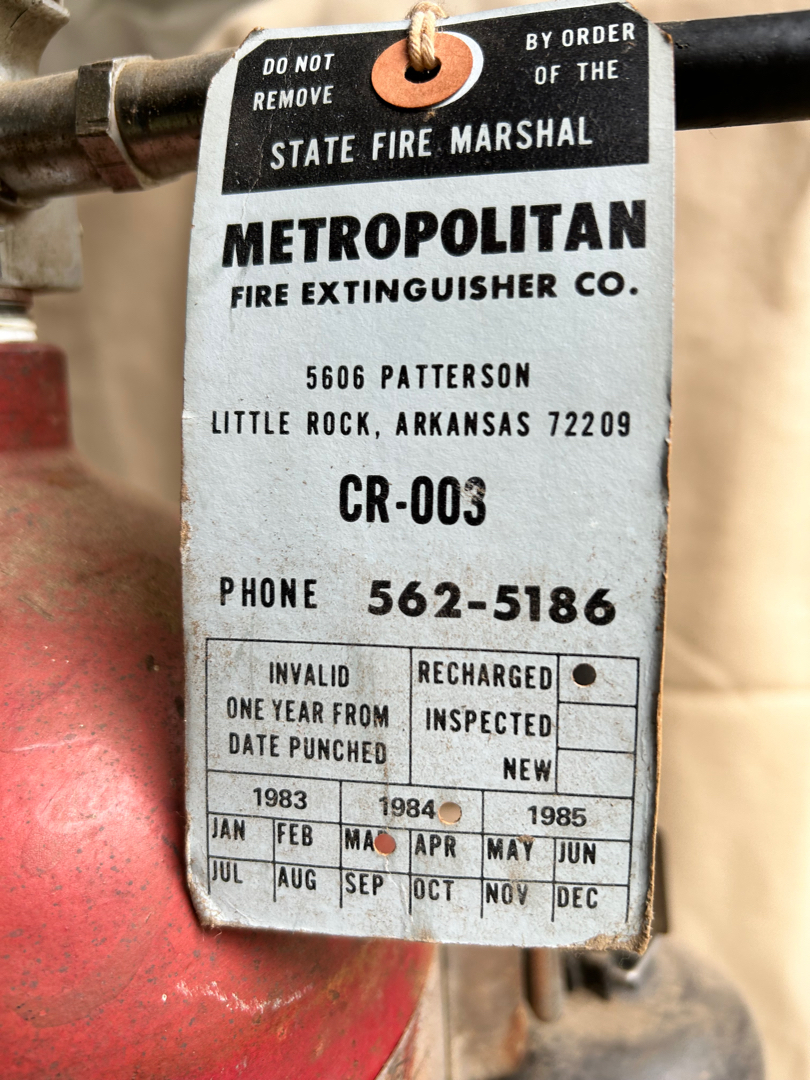 DO NOT REMOVE
BY ORDER OF THE
STATE FIRE MARSHAL
METROPOLITAN
FIRE EXTINGUISHER CO.
5606 PATTERSON
LITTLE ROCK, ARKANSAS 72209
CR-003
PHONE 562-5186
INVALID
ONE YEAR FROM
DATE PUNCHED
RECHARGED
INSPECTED
NEW
1983 1984 1985
JAN FEB MA APR MAY JUN
JUL AUG SEP OCT NOV DEC